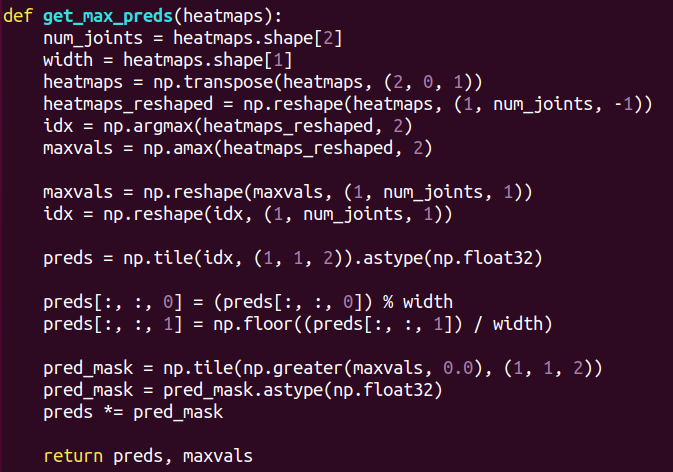 def get_max_preds(heatmaps):
    num_joints = heatmaps.shape[2]
    width = heatmaps.shape[1]
    heatmaps = np.transpose(heatmaps, (2, 0, 1))
    heatmaps_reshaped = np.reshape(heatmaps, (1, num_joints, -1))
    idx = np.argmax(heatmaps_reshaped, 2)
    maxvals = np.amax(heatmaps_reshaped, 2)

    maxvals = np.reshape(maxvals, (1, num_joints, 1))
    idx = np.reshape(idx, (1, num_joints, 1))

    preds = np.tile(idx, (1, 1, 2)).astype(np.float32)

    preds[:, :, 0] = (preds[:, :, 0]) % width
    preds[:, :, 1] = np.floor((preds[:, :, 1]) / width)

    pred_mask = np.tile(np.greater(maxvals, 0.0), (1, 1, 2))
    pred_mask = pred_mask.astype(np.float32)
    preds *= pred_mask

    return preds, maxvals